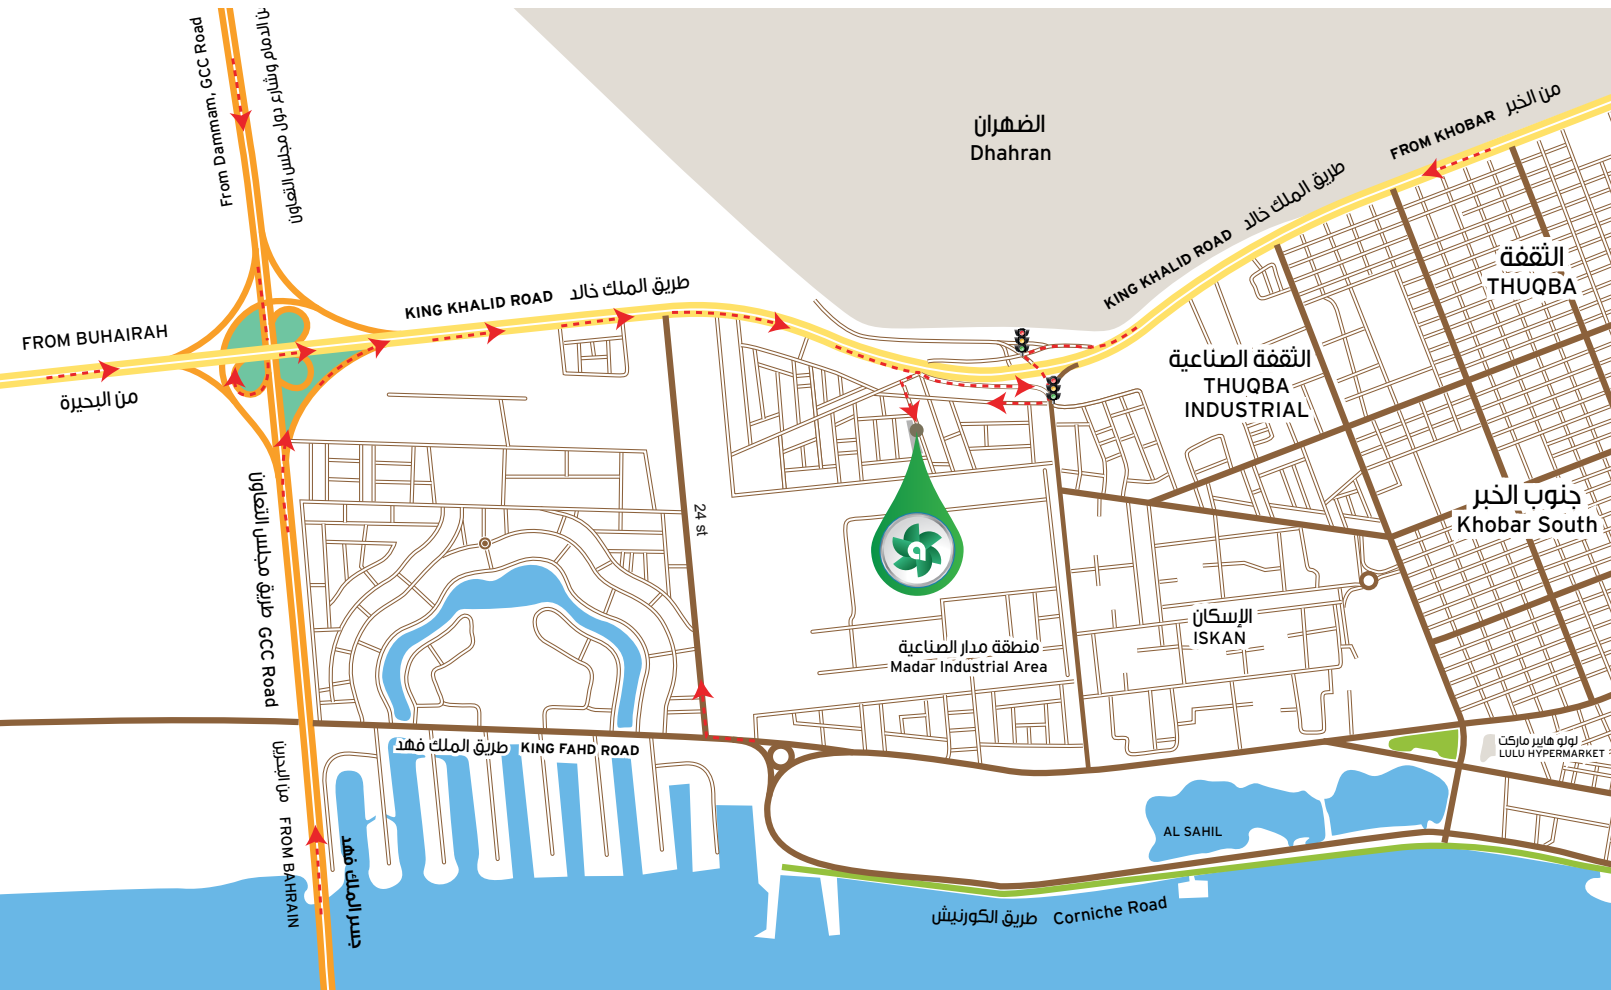 From Dammam, GCC Road
الضهران
Dhahran
من الخبر
FROM KHOBAR
طريق الملك خالد
KING KHALID ROAD
الثقفة
THUQBA
KING KHALID ROAD طريق الملك خالد
FROM BUHAIRAH
من البحيرة
الثقفة الصناعية
THUQBA
INDUSTRIAL
جنوب الخبر
Khobar South
24 st
طريق مجلس التعاون GCC Road
الإسكان
ISKAN
منطقة مدار الصناعية
Madar Industrial Area
طريق الملك فهد KING FAHD ROAD
لولو هايبر ماركت
LULU HYPERMARKET
من البحرين FROM BAHRAIN
جسر الملك فهد
AL SAHIL
طريق الكورنيش Corniche Road